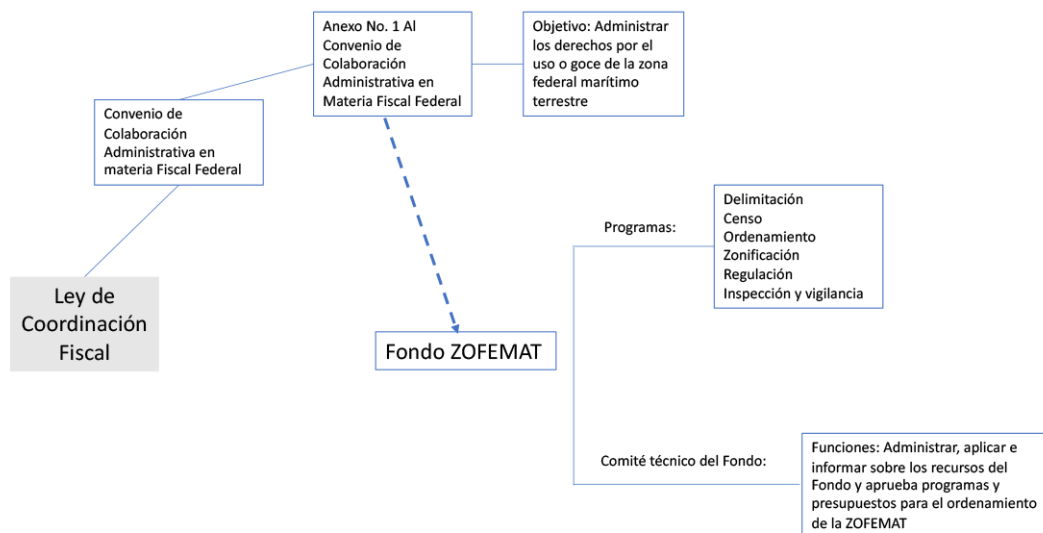 Anexo No. 1 Al
Convenio de
Colaboración
Administrativa en
Materia Fiscal Federal
Objetivo: Administrar
los derechos por el
uso o goce de la zona
federal marítimo
terrestre
Convenio de
Colaboración
Administrativa en
materia Fiscal Federal
Ley de
Coordinación
Fiscal
Fondo ZOFEMAT
Programas:
Delimitación
Censo
Ordenamiento
Zonificación
Regulación
Inspección y vigilancia
Comité técnico del Fondo:
Funciones: Administrar, aplicar e
informar sobre los recursos del
Fondo y aprueba programas y
presupuestos para el ordenamiento
de la ZOFEMAT